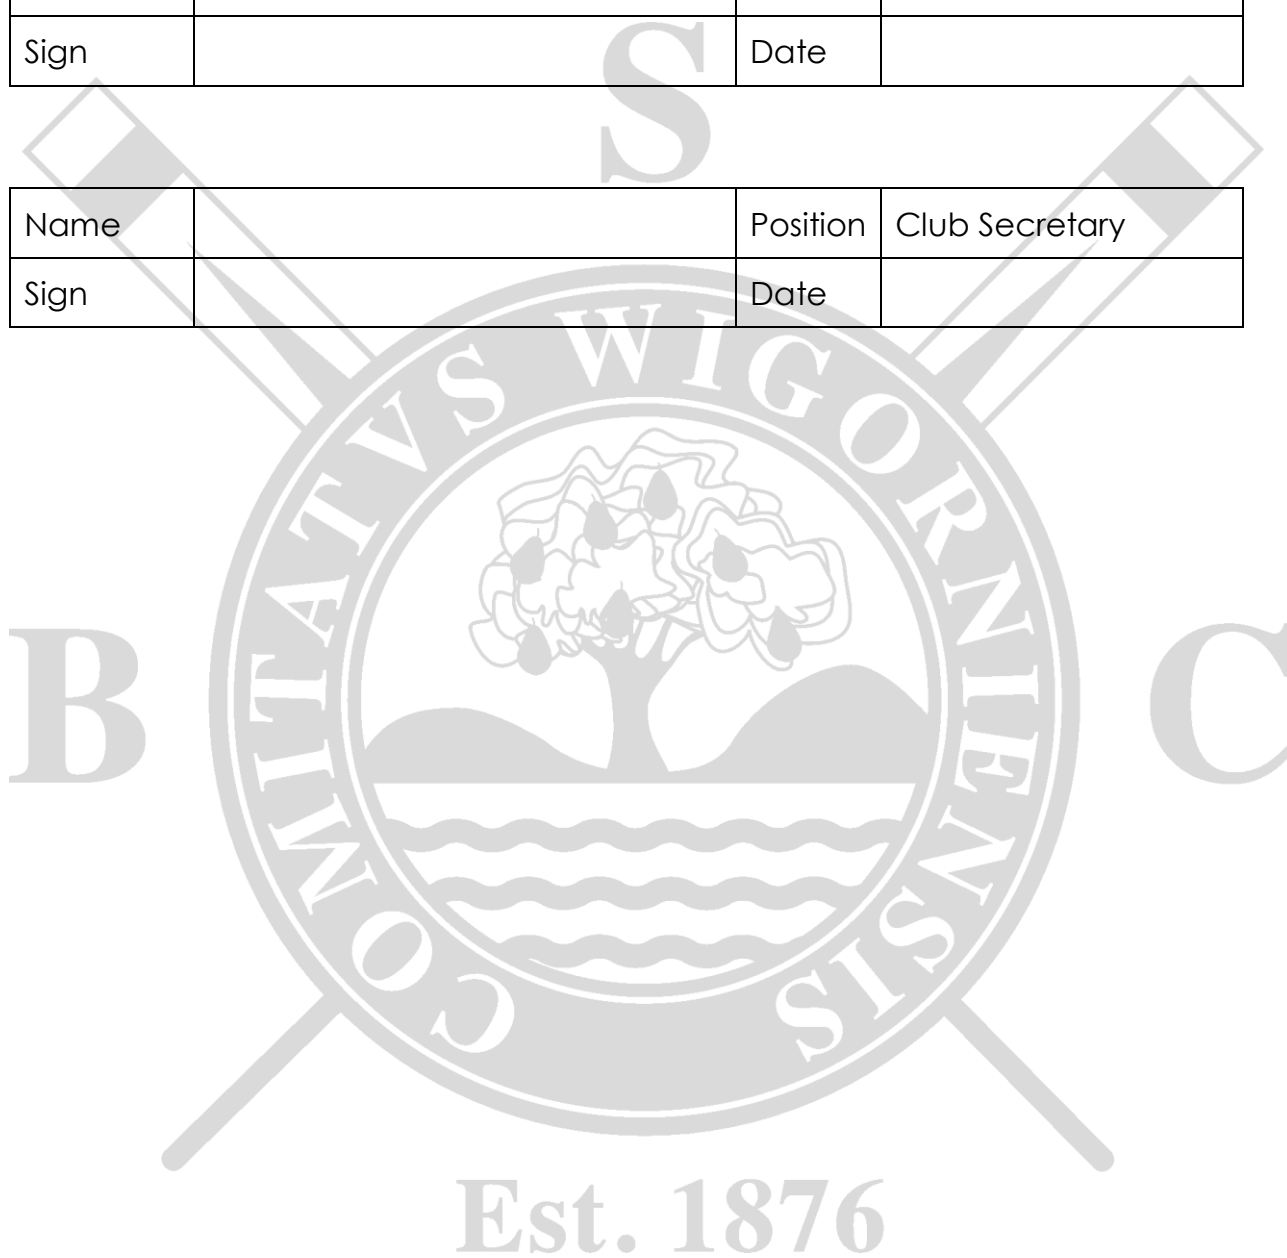 Sign Date
S
Name Position Club Secretary
Sign Date
COMITATVS WIGORNIENSIS
B C
Est. 1876